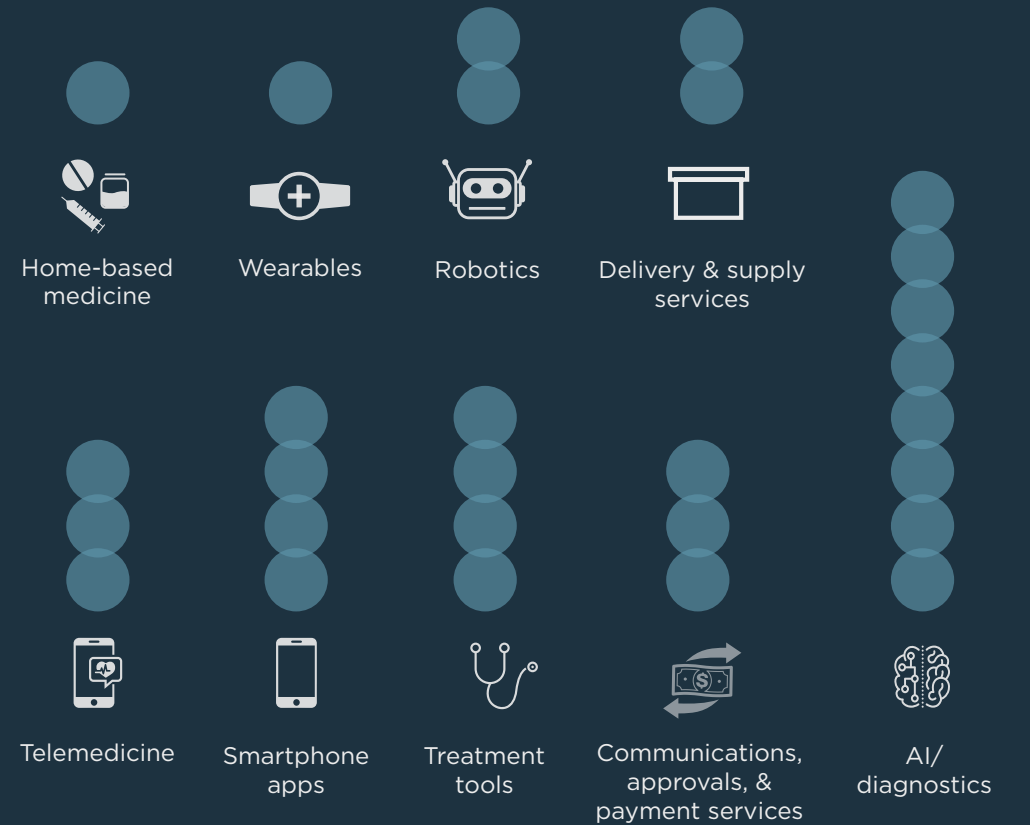 Home-based
medicine
Wearables
Robotics
Delivery & supply
services
Telemedicine
Smartphone
apps
Treatment
tools
Communications,
approvals, &
payment services
AI/
diagnostics